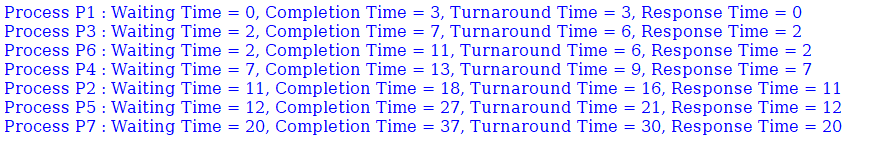 Process P1 : Waiting Time = 0, Completion Time = 3, Turnaround Time = 3, Response Time = 0
Process P3 : Waiting Time = 2, Completion Time = 7, Turnaround Time = 6, Response Time = 2
Process P6 : Waiting Time = 2, Completion Time = 11, Turnaround Time = 6, Response Time = 2
Process P4 : Waiting Time = 7, Completion Time = 13, Turnaround Time = 9, Response Time = 7
Process P2 : Waiting Time = 11, Completion Time = 18, Turnaround Time = 16, Response Time = 11
Process P5 : Waiting Time = 12, Completion Time = 27, Turnaround Time = 21, Response Time = 12
Process P7 : Waiting Time = 20, Completion Time = 37, Turnaround Time = 30, Response Time = 20